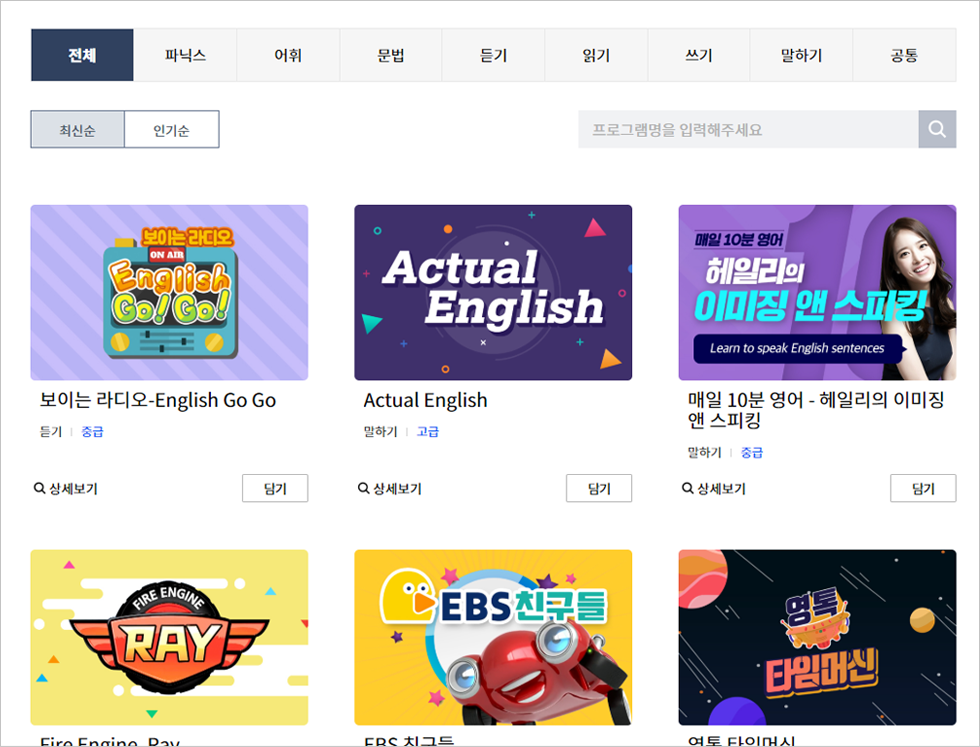 전체 파닉스 어휘 문법 듣기 읽기 쓰기 말하기 공통
최신순 인기순 프로그램명을 입력해주세요
보이는 라디오
ON AIR
English
Go! Go!
Actual
English
매일 10분 영어
헤일리의
이미징 앤 스피킹
Learn to speak English sentences
보이는 라디오-English Go Go
듣기 중급
상세보기 담기
Actual English
말하기 고급
상세보기 담기
매일 10분 영어 - 헤일리의 이미징
앤 스피킹
말하기 중급
상세보기 담기
FIRE ENGINE
RAY
EBS친구들
영톡
타임머신
Fire Engine, Ray
EBS 친구들
영톡 타임머신